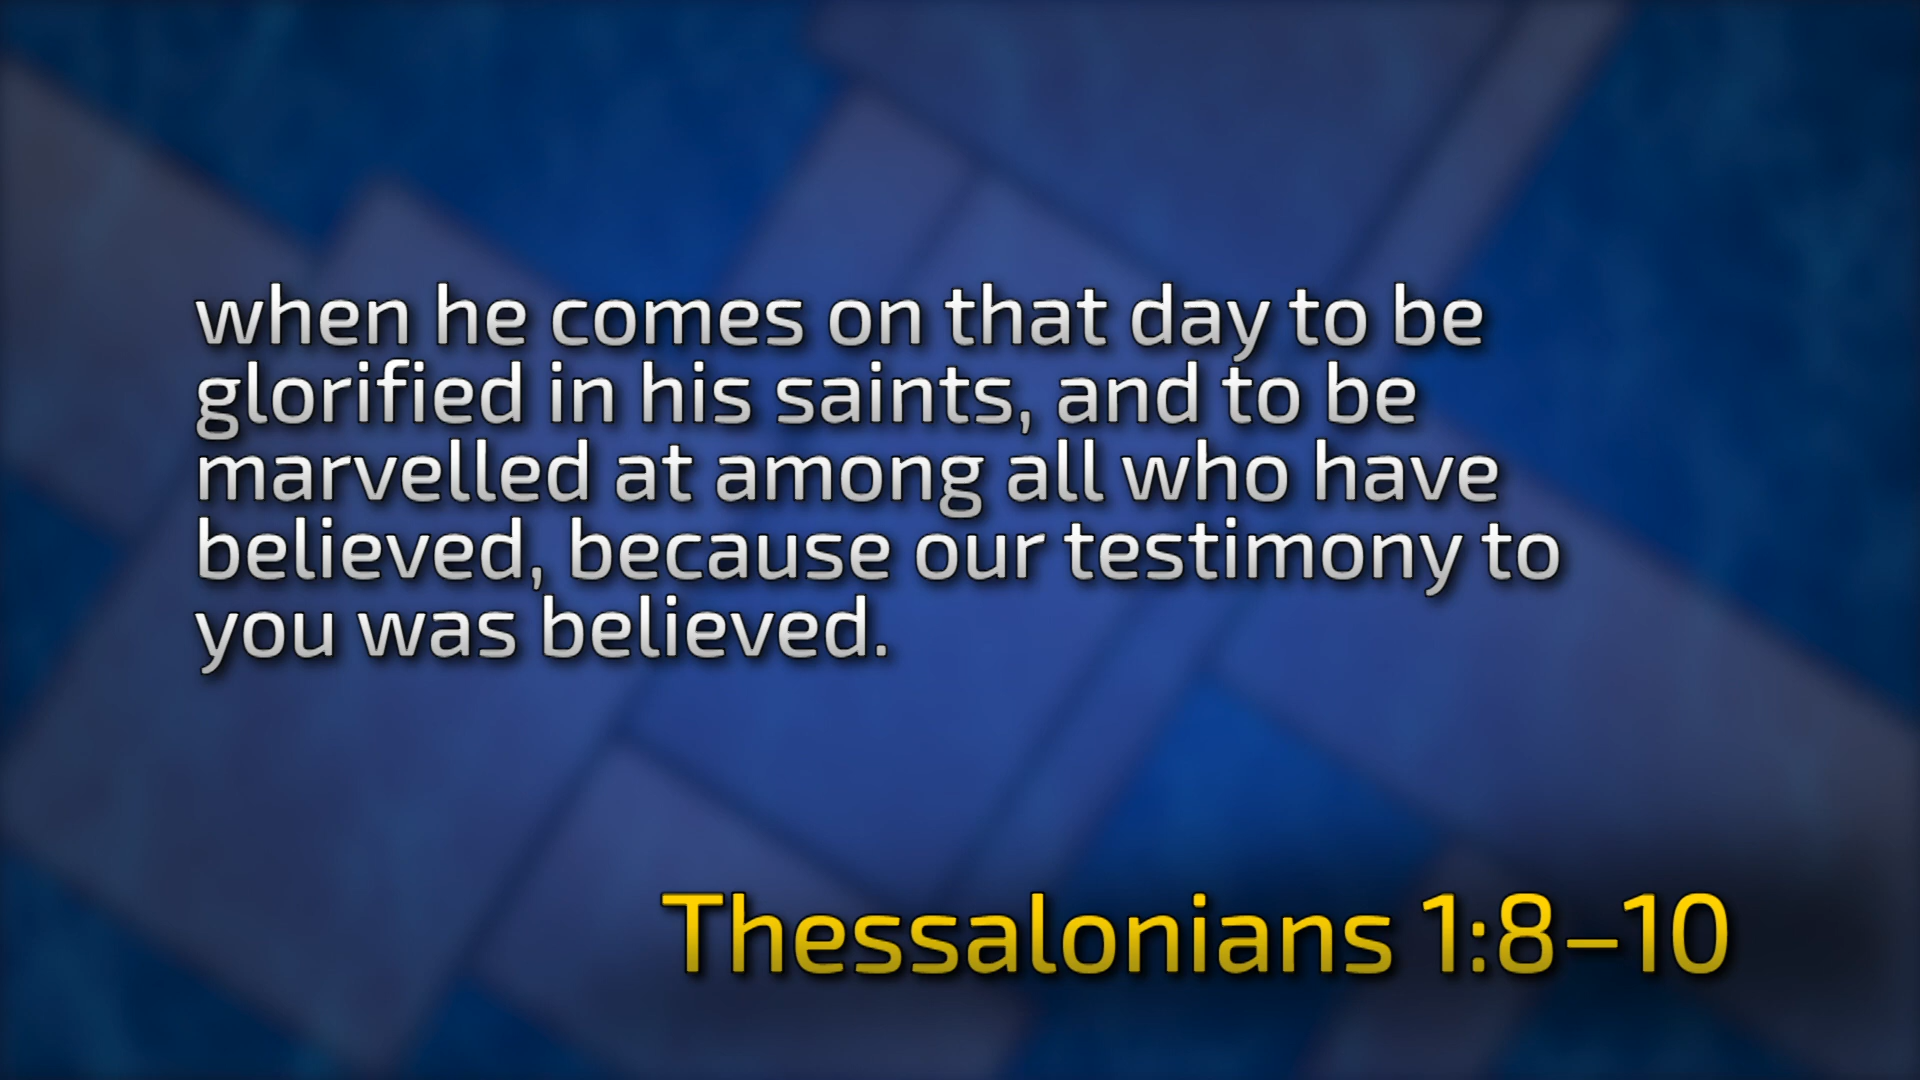 when he comes on that day to be
glorified in his saints, and to be
marvelled at among all who have
believed, because our testimony to
you was believed.
Thessalonians 1:8–10